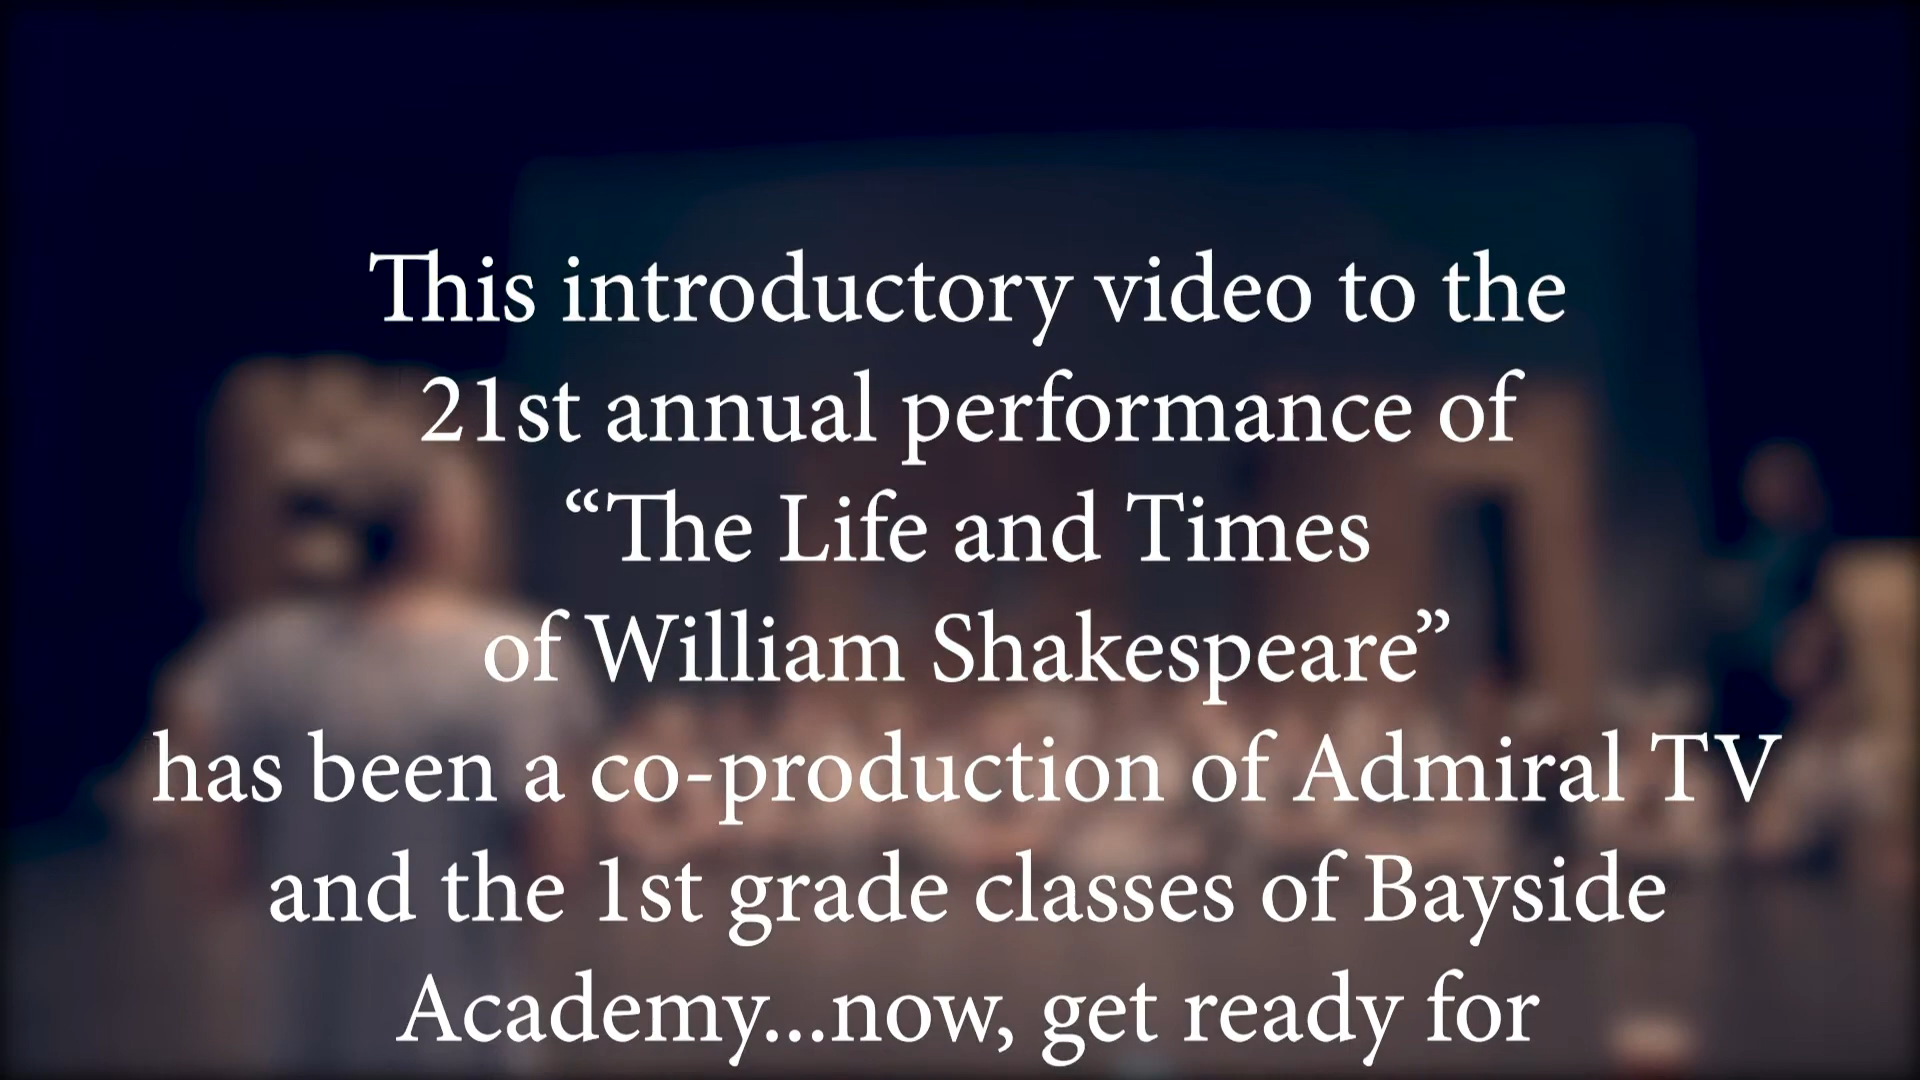 This introductory video to the
21st annual performance of
“The Life and Times
of William Shakespeare”
has been a co-production of Admiral TV
and the 1st grade classes of Bayside
Academy...now, get ready for